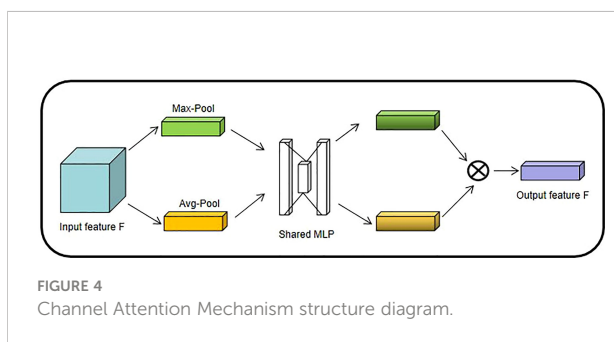 Max-Pool
Avg-Pool
Input feature F
Shared MLP
Output feature F
FIGURE 4
Channel Attention Mechanism structure diagram.